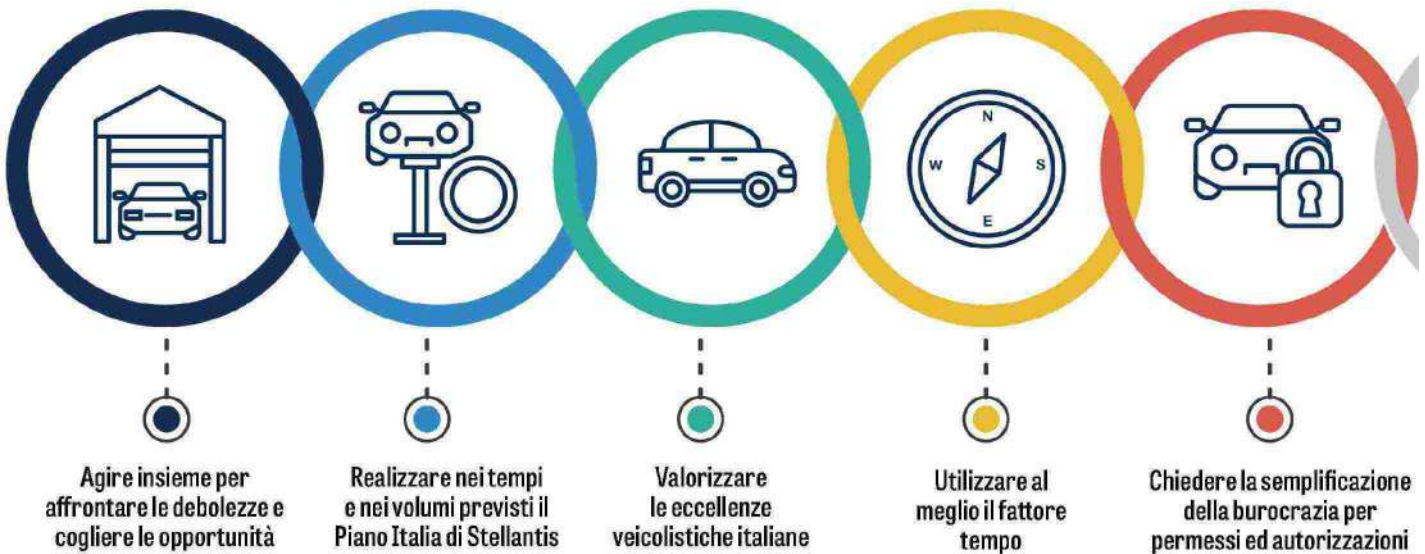 N
W
S
E
Agire insieme per
affrontare le debolezze e
cogliere le opportunità
Realizzare nei tempi
e nei volumi previsti il
Piano Italia di Stellantis
Valorizzare
le eccellenze
veicolistiche italiane
Utilizzare al
meglio il fattore
tempo
Chiedere la semplificazione
della burocrazia per
permessi ed autorizzazioni